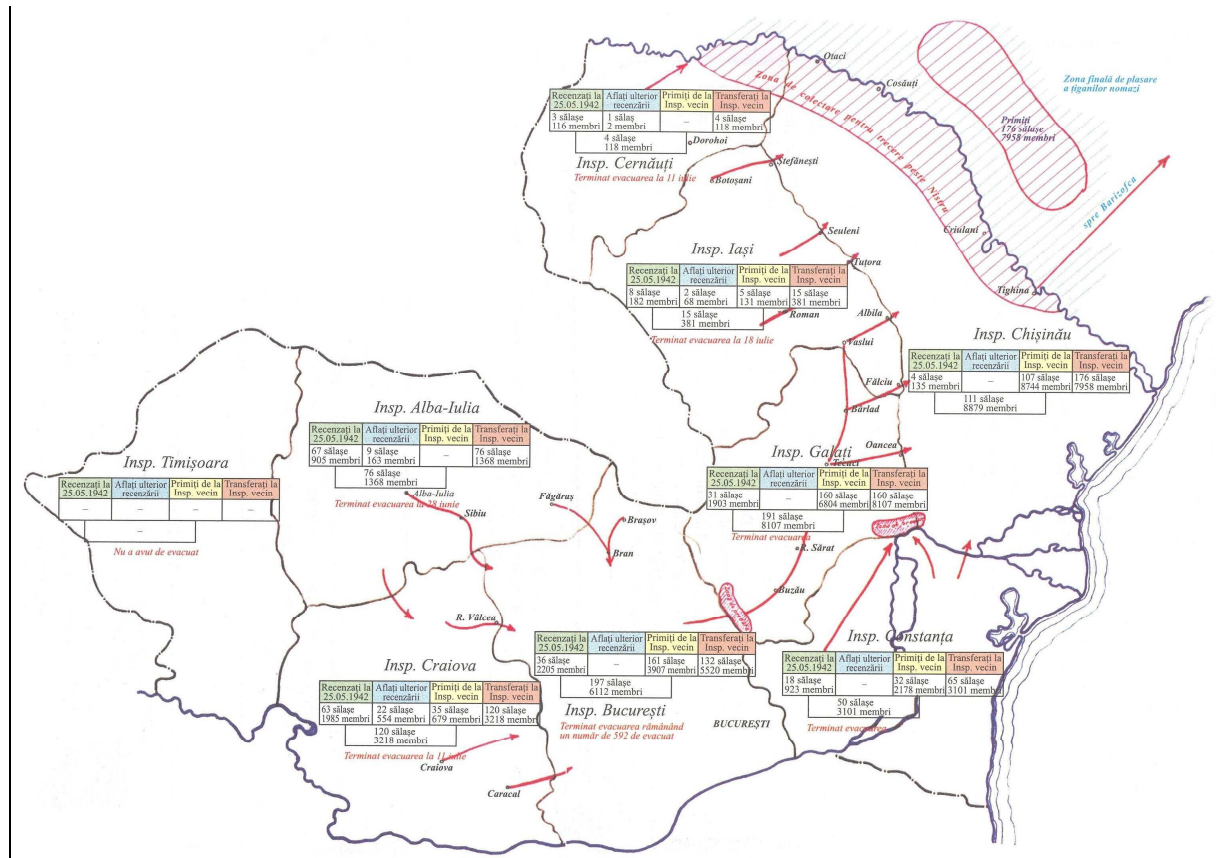 Otaci
Cosăuți
Zona de colectare pentru trecere peste Nistru
Zona finală de plasare
a țiganilor nomazi
Primiți
176 sălașe
7958 membri
spre Barizofca
Criulani
Tighina
Recenzați la
25.05.1942
Aflați ulterior
recenzării
Primiți de la
Insp. vecin
Transferați la
Insp. vecin
3 sălașe
116 membri
1 sălaș
2 membri
–
4 sălașe
118 membri
4 sălașe
118 membri
Dorohoi
Insp. Cernăuți
Terminat evacuarea la 11 iulie
Ștefănești
Botoșani
Seuleni
Insp. Iași
Tuțora
Recenzați la
25.05.1942
Aflați ulterior
recenzării
Primiți de la
Insp. vecin
Transferați la
Insp. vecin
8 sălașe
182 membri
2 sălașe
68 membri
5 sălașe
131 membri
15 sălașe
381 membri
15 sălașe
381 membri
Roman
Terminat evacuarea la 18 iulie
Albila
Vaslui
Insp. Chișinău
Recenzați la
25.05.1942
Aflați ulterior
recenzării
Primiți de la
Insp. vecin
Transferați la
Insp. vecin
4 sălașe
135 membri
–
107 sălașe
8744 membri
176 sălașe
7958 membri
111 sălașe
8879 membri
Fălciu
Bârlad
Oancea
Insp. Alba-Iulia
Recenzați la
25.05.1942
Aflați ulterior
recenzării
Primiți de la
Insp. vecin
Transferați la
Insp. vecin
67 sălașe
905 membri
9 sălașe
163 membri
–
76 sălașe
1368 membri
76 sălașe
1368 membri
Alba-Iulia
Terminat evacuarea la 28 iunie
Sibiu
Făgăraș
Brașov
Bran
Insp. Timișoara
Recenzați la
25.05.1942
Aflați ulterior
recenzării
Primiți de la
Insp. vecin
Transferați la
Insp. vecin
–
–
–
–
–
Nu a avut de evacuat
Insp. Galați
Tecuci
Recenzați la
25.05.1942
Aflați ulterior
recenzării
Primiți de la
Insp. vecin
Transferați la
Insp. vecin
31 sălașe
1903 membri
–
160 sălașe
6804 membri
160 sălașe
8107 membri
191 sălașe
8107 membri
Terminat evacuarea
R. Sărat
Buzău
R. Vâlcea
Recenzați la
25.05.1942
Aflați ulterior
recenzării
Primiți de la
Insp. vecin
Transferați la
Insp. vecin
36 sălașe
2205 membri
–
161 sălașe
3907 membri
132 sălașe
5520 membri
197 sălașe
6112 membri
Insp. București
Terminat evacuarea rămânând
un număr de 592 de evacuat
BUCUREȘTI
Insp. Constanța
Recenzați la
25.05.1942
Aflați ulterior
recenzării
Primiți de la
Insp. vecin
Transferați la
Insp. vecin
18 sălașe
923 membri
–
32 sălașe
2178 membri
65 sălașe
3101 membri
50 sălașe
3101 membri
Terminat evacuarea
Insp. Craiova
Recenzați la
25.05.1942
Aflați ulterior
recenzării
Primiți de la
Insp. vecin
Transferați la
Insp. vecin
63 sălașe
1985 membri
22 sălașe
554 membri
35 sălașe
679 membri
120 sălașe
3218 membri
120 sălașe
3218 membri
Terminat evacuarea la 11 iulie
Craiova
Caracal